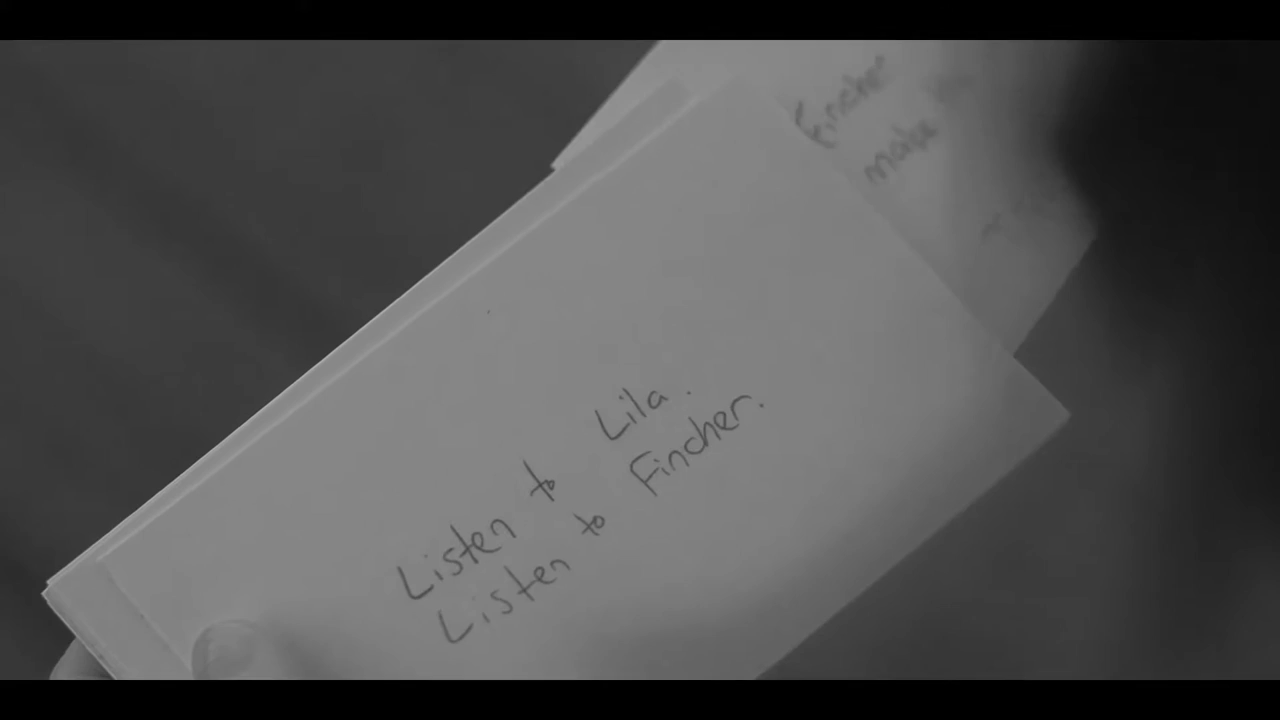 Listen to Lila.
Listen to Fincher.
Fincher
make